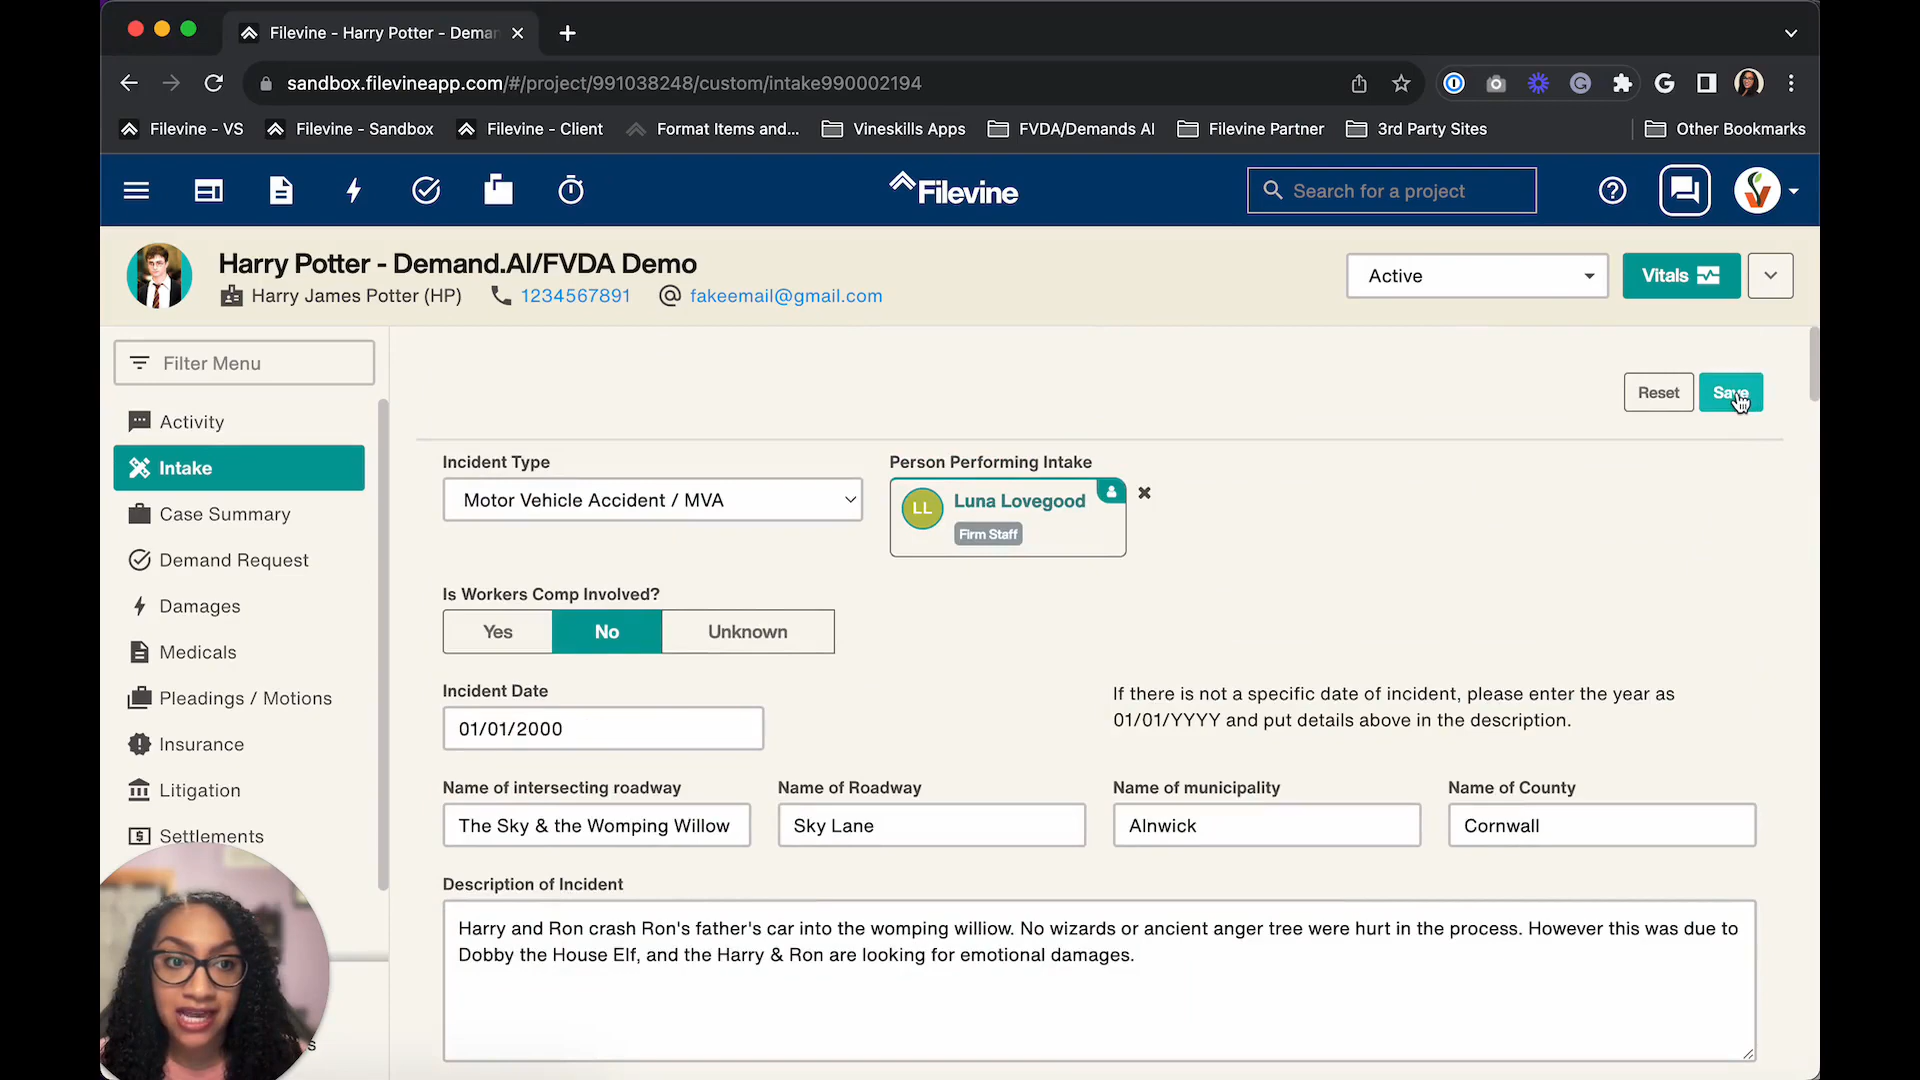 Filevine - Harry Potter - Deman
sandbox.filevineapp.com/#/project/991038248/custom/intake990002194
Filevine - VS
Filevine - Sandbox
Filevine - Client
Format Items and...
Vineskills Apps
FVDA/Demands AI
Filevine Partner
3rd Party Sites
Other Bookmarks
Filevine
Search for a project
Harry Potter - Demand.AI/FVDA Demo
Harry James Potter (HP) 1234567891 fakeemail@gmail.com
Active
Vitals
Filter Menu
Activity
Intake
Case Summary
Demand Request
Damages
Medicals
Pleadings / Motions
Insurance
Litigation
Settlements
s
Reset
Save
Incident Type
Motor Vehicle Accident / MVA
Person Performing Intake
LL
Luna Lovegood
Firm Staff
Is Workers Comp Involved?
Yes No Unknown
Incident Date
01/01/2000
If there is not a specific date of incident, please enter the year as
01/01/YYYY and put details above in the description.
Name of intersecting roadway
The Sky & the Womping Willow
Name of Roadway
Sky Lane
Name of municipality
Alnwick
Name of County
Cornwall
Description of Incident
Harry and Ron crash Ron's father's car into the womping williow. No wizards or ancient anger tree were hurt in the process. However this was due to
Dobby the House Elf, and the Harry & Ron are looking for emotional damages.